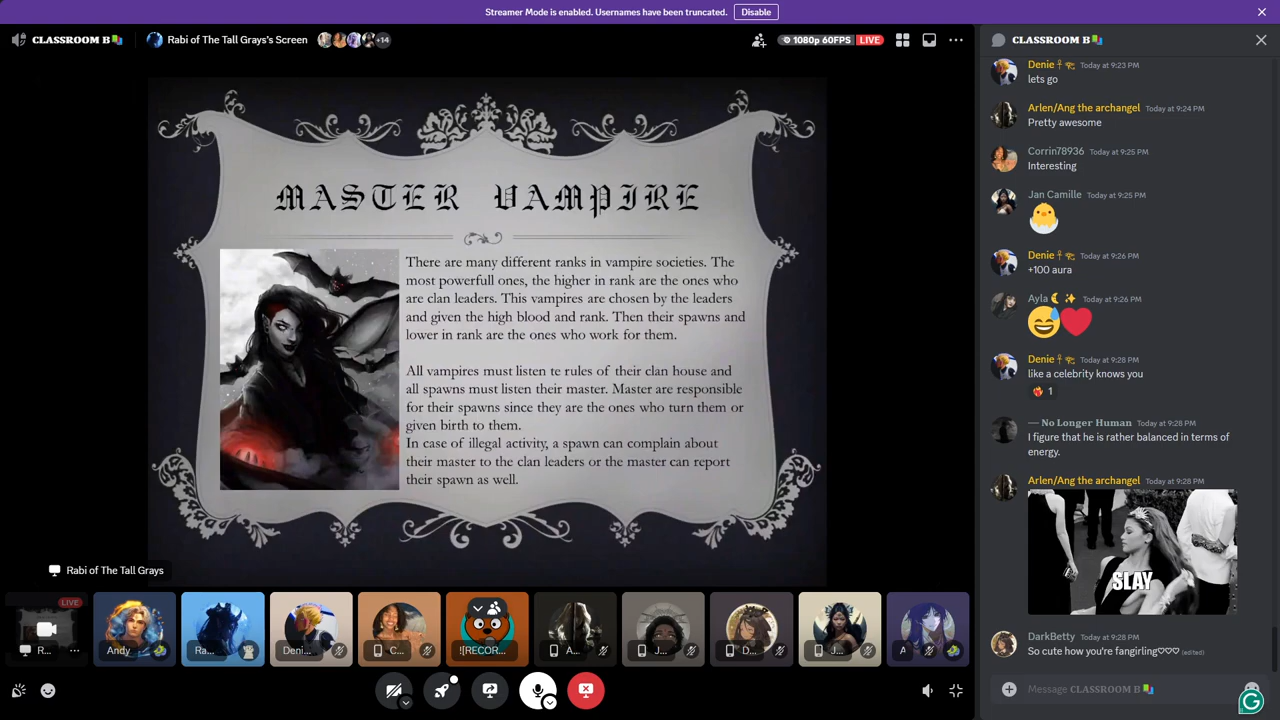 Streamer Mode is enabled. Usernames have been truncated.
Disable
CLASSROOM B
Rabi of The Tall Grays's Screen
+14
1080p 60FPS
LIVE
MASTER VAMPIRE
There are many different ranks in vampire societies. The
most powerfull ones, the higher in rank are the ones who
are clan leaders. This vampires are chosen by the leaders
and given the high blood and rank. Then their spawns and
lower in rank are the ones who work for them.
All vampires must listen te rules of their clan house and
all spawns must listen their master. Master are responsible
for their spawns since they are the ones who turn them or
given birth to them.
In case of illegal activity, a spawn can complain about
their master to the clan leaders or the master can report
their spawn as well.
Rabi of The Tall Grays
LIVE
R...
Andy
Ra...
Deni...
C...
![RECOR...
A...
J...
D...
J...
A
CLASSROOM B
Denie Today at 9:23 PM
lets go
Arlen/Ang the archangel Today at 9:24 PM
Pretty awesome
Corrin78936 Today at 9:25 PM
Interesting
Jan Camille Today at 9:25 PM
Denie Today at 9:26 PM
+100 aura
Ayla Today at 9:26 PM
Denie Today at 9:28 PM
like a celebrity knows you
1
— No Longer Human Today at 9:28 PM
I figure that he is rather balanced in terms of
energy.
Arlen/Ang the archangel Today at 9:28 PM
SLAY
DarkBetty Today at 9:28 PM
So cute how you're fangirling♡♡♡ (edited)
Message CLASSROOM B